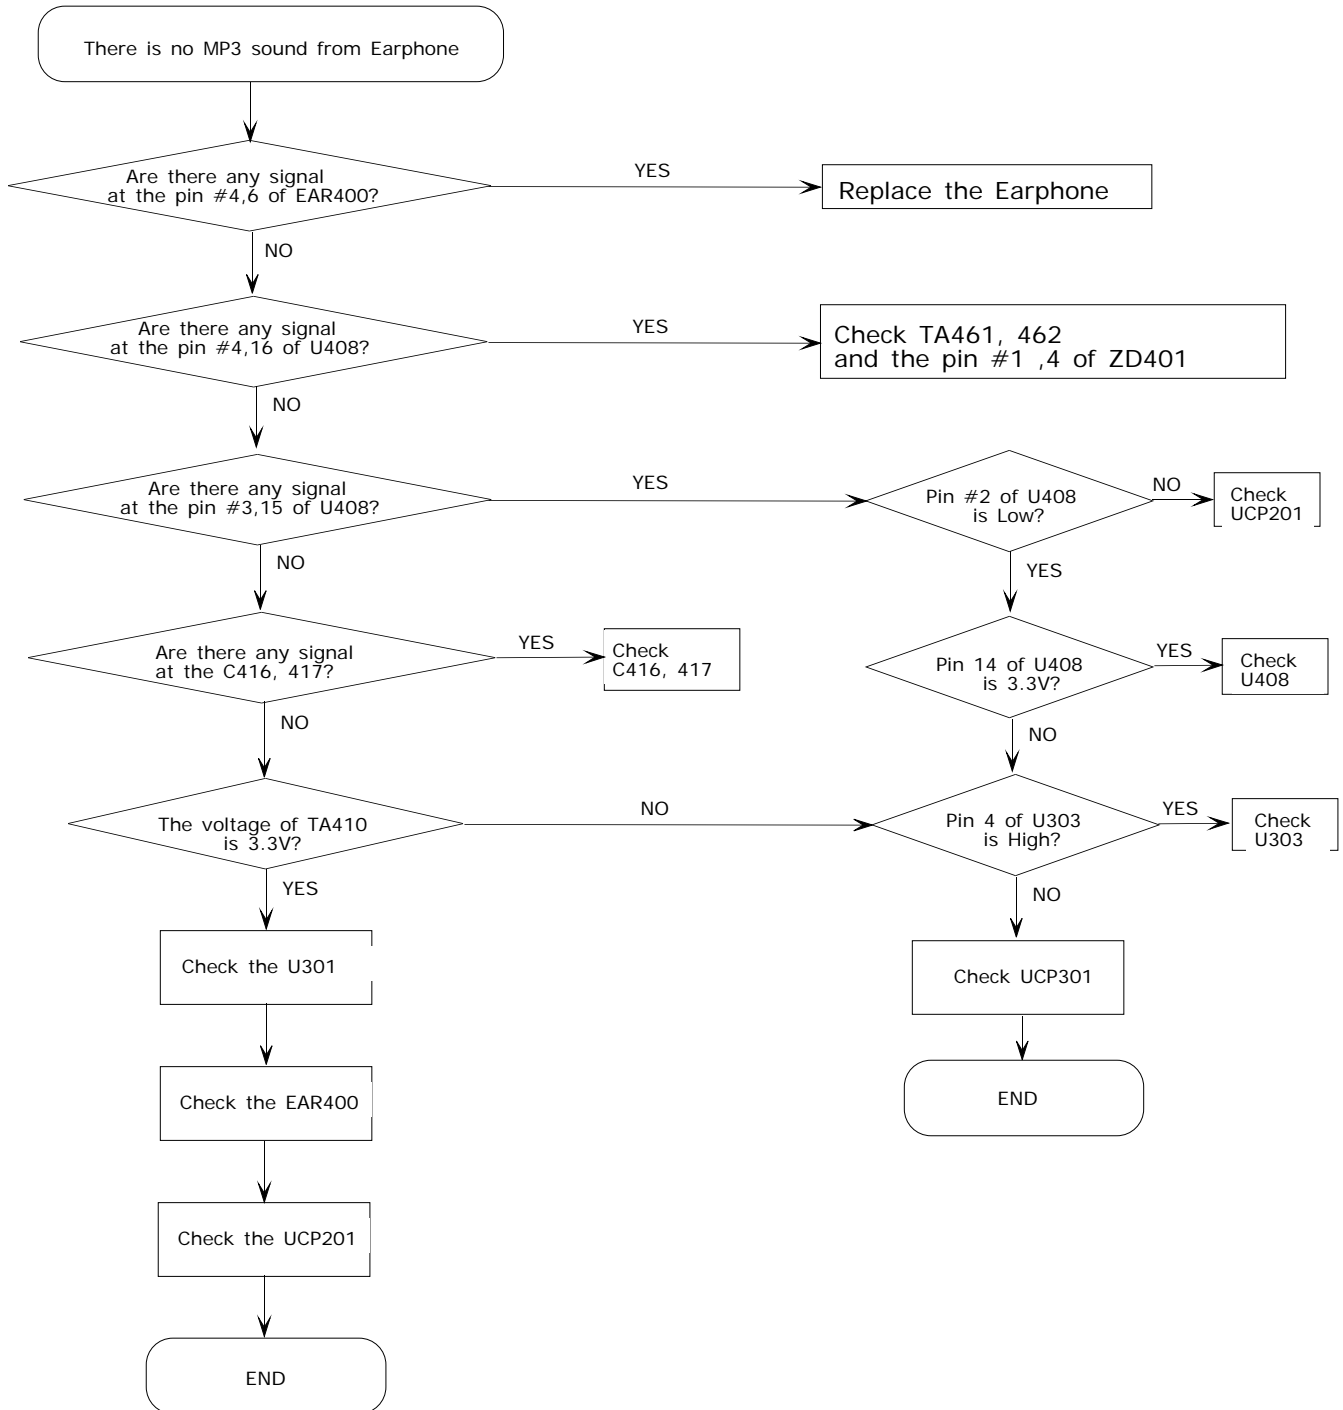 There is no MP3 sound from Earphone
Are there any signal
at the pin #4,6 of EAR400?
YES
Replace the Earphone
NO
Are there any signal
at the pin #4,16 of U408?
YES
Check TA461, 462
and the pin #1 ,4 of ZD401
NO
Are there any signal
at the pin #3,15 of U408?
YES
Pin #2 of U408
is Low?
NO
Check
UCP201
NO
YES
Are there any signal
at the C416, 417?
YES
Check
C416, 417
Pin 14 of U408
is 3.3V?
YES
Check
U408
NO
NO
The voltage of TA410
is 3.3V?
NO
Pin 4 of U303
is High?
YES
Check
U303
YES
NO
Check the U301
Check UCP301
Check the EAR400
END
Check the UCP201
END